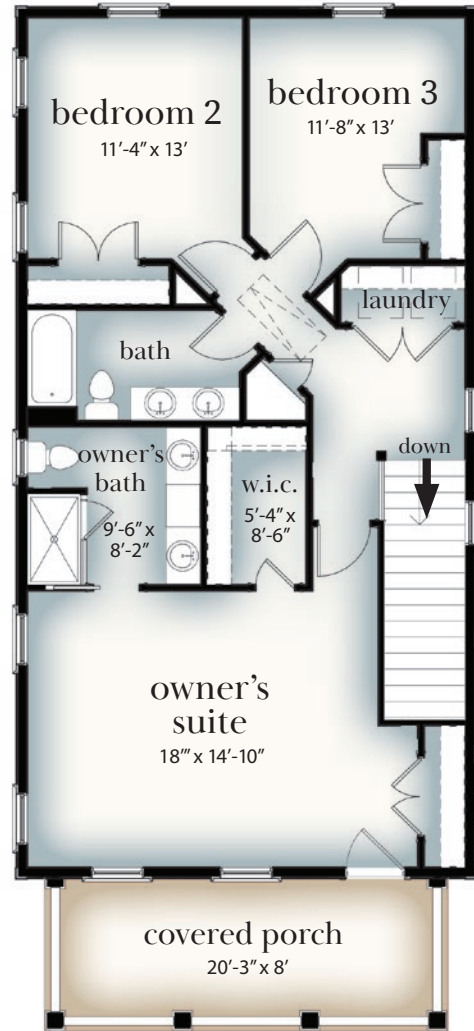 bedroom 2
11’-4” x 13’
bedroom 3
11’-8” x 13’
laundry
bath
down
owner’s
bath
9’-6” x
8’-2”
w.i.c.
5’-4” x
8’-6”
owner’s
suite
18’” x 14’-10”
covered porch
20’-3” x 8’